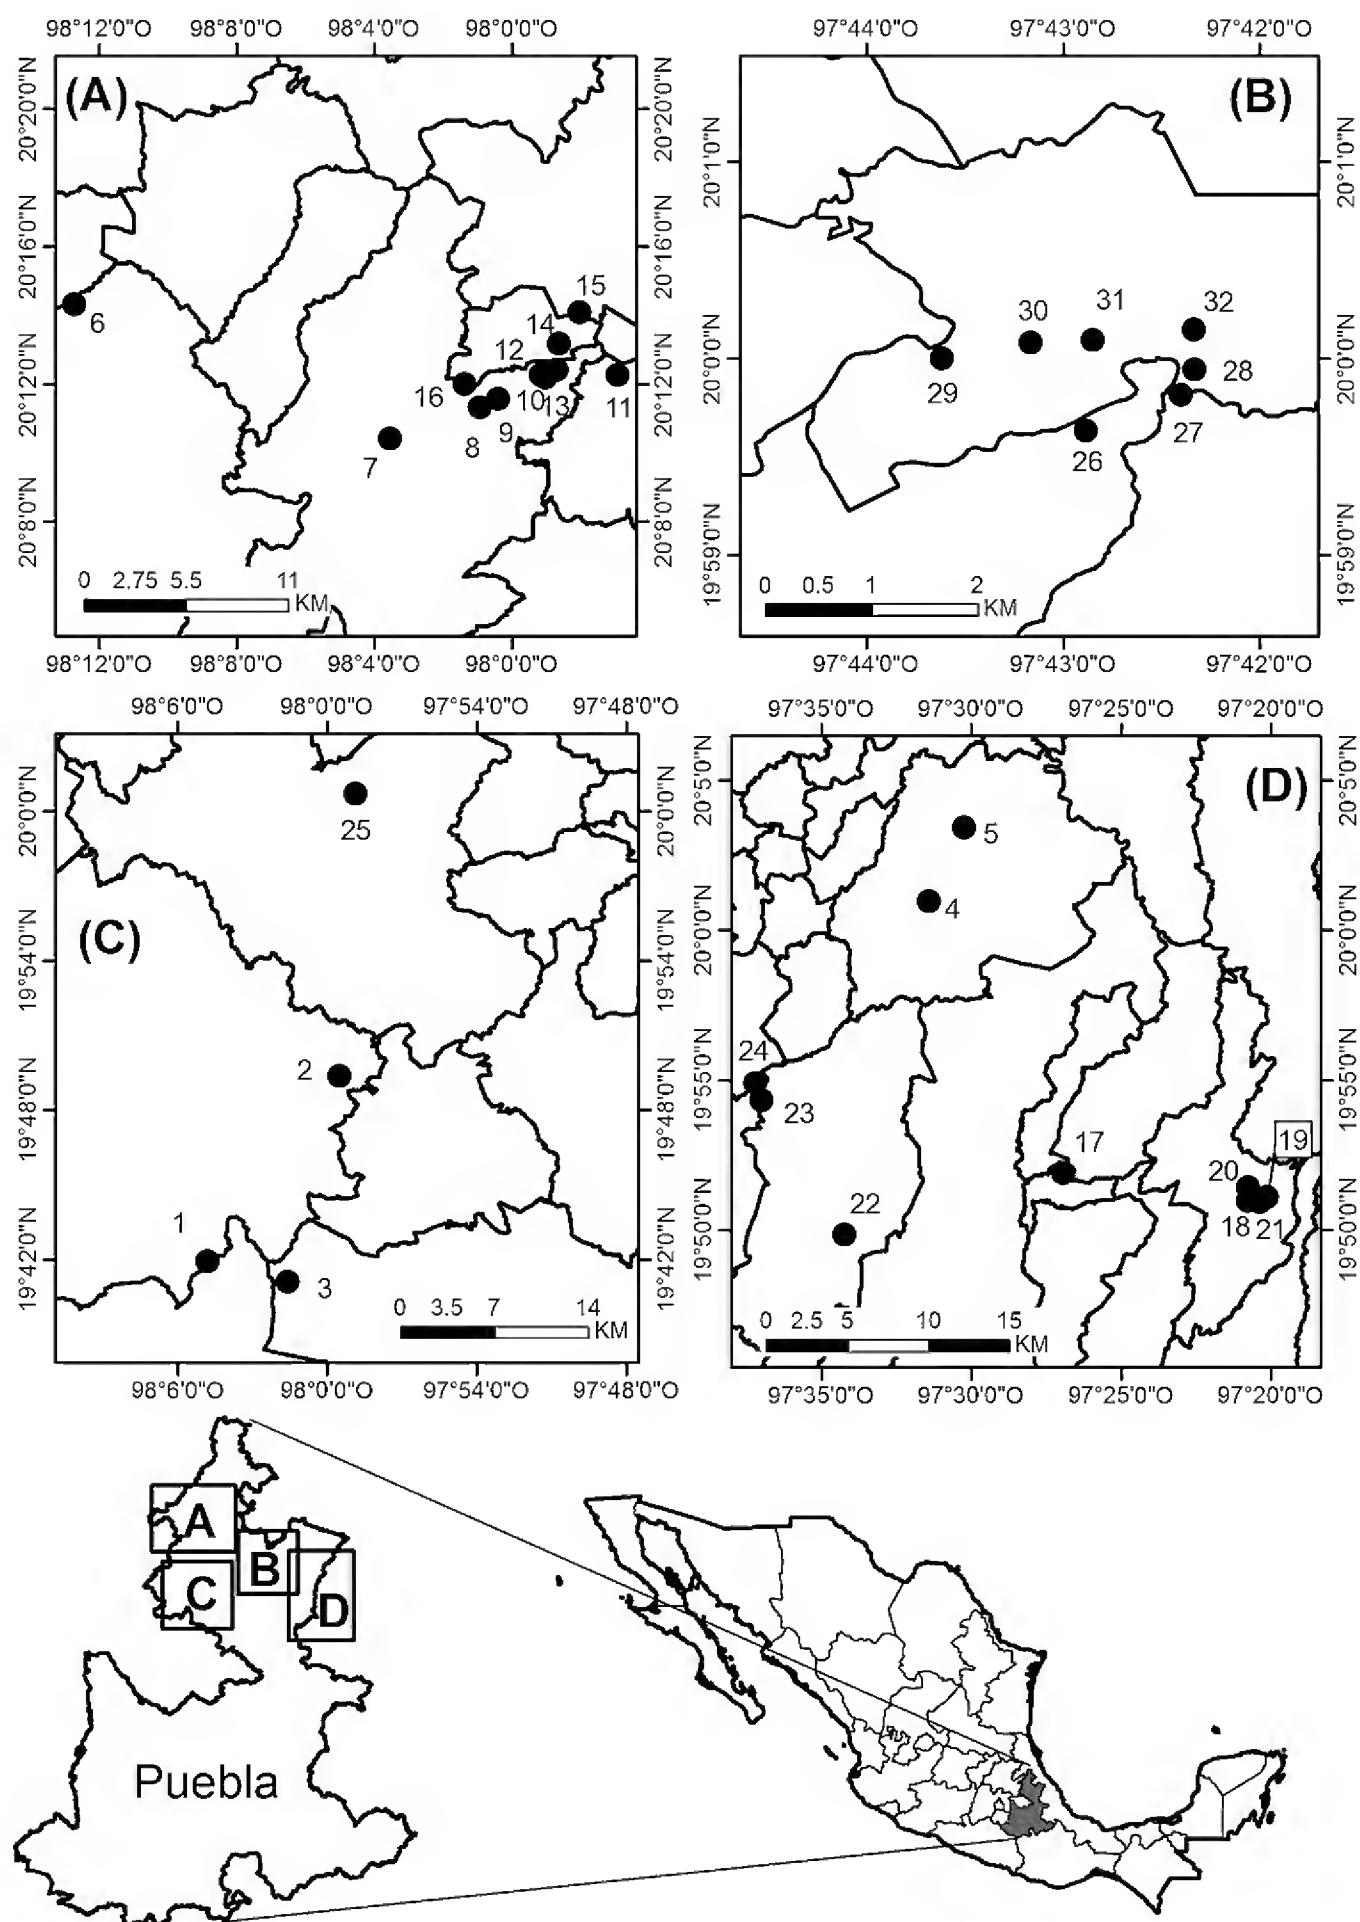 98°12'0"O 98°8'0"O 98°4'0"O 98°0'0"O
97°44'0"O 97°43'0"O 97°42'0"O
(A)
20°20'0"N
20°16'0"N
20°12'0"N
20°8'0"N
20°20'0"N
20°16'0"N
20°12'0"N
20°8'0"N
6
15
14
12
16
10
13
11
9
8
7
0 2.75 5.5 11
KM
98°12'0"O 98°8'0"O 98°4'0"O 98°0'0"O
(B)
20°1'0"N
20°0'0"N
19°59'0"N
20°1'0"N
20°0'0"N
19°59'0"N
30
31
32
29
28
27
26
0 0.5 1 2
KM
97°44'0"O 97°43'0"O 97°42'0"O
98°6'0"O 98°0'0"O 97°54'0"O 97°48'0"O
20°0'0"N
19°54'0"N
19°48'0"N
19°42'0"N
20°0'0"N
19°54'0"N
19°48'0"N
19°42'0"N
25
(C)
2
1
3
0 3.5 7 14
KM
98°6'0"O 98°0'0"O 97°54'0"O 97°48'0"O
97°35'0"O 97°30'0"O 97°25'0"O 97°20'0"O
(D)
20°5'0"N
20°0'0"N
19°55'0"N
19°50'0"N
20°5'0"N
20°0'0"N
19°55'0"N
19°50'0"N
5
4
24
23
17
19
20
18
21
22
0 2.5 5 10 15
KM
97°35'0"O 97°30'0"O 97°25'0"O 97°20'0"O
A
B
C
D
Puebla